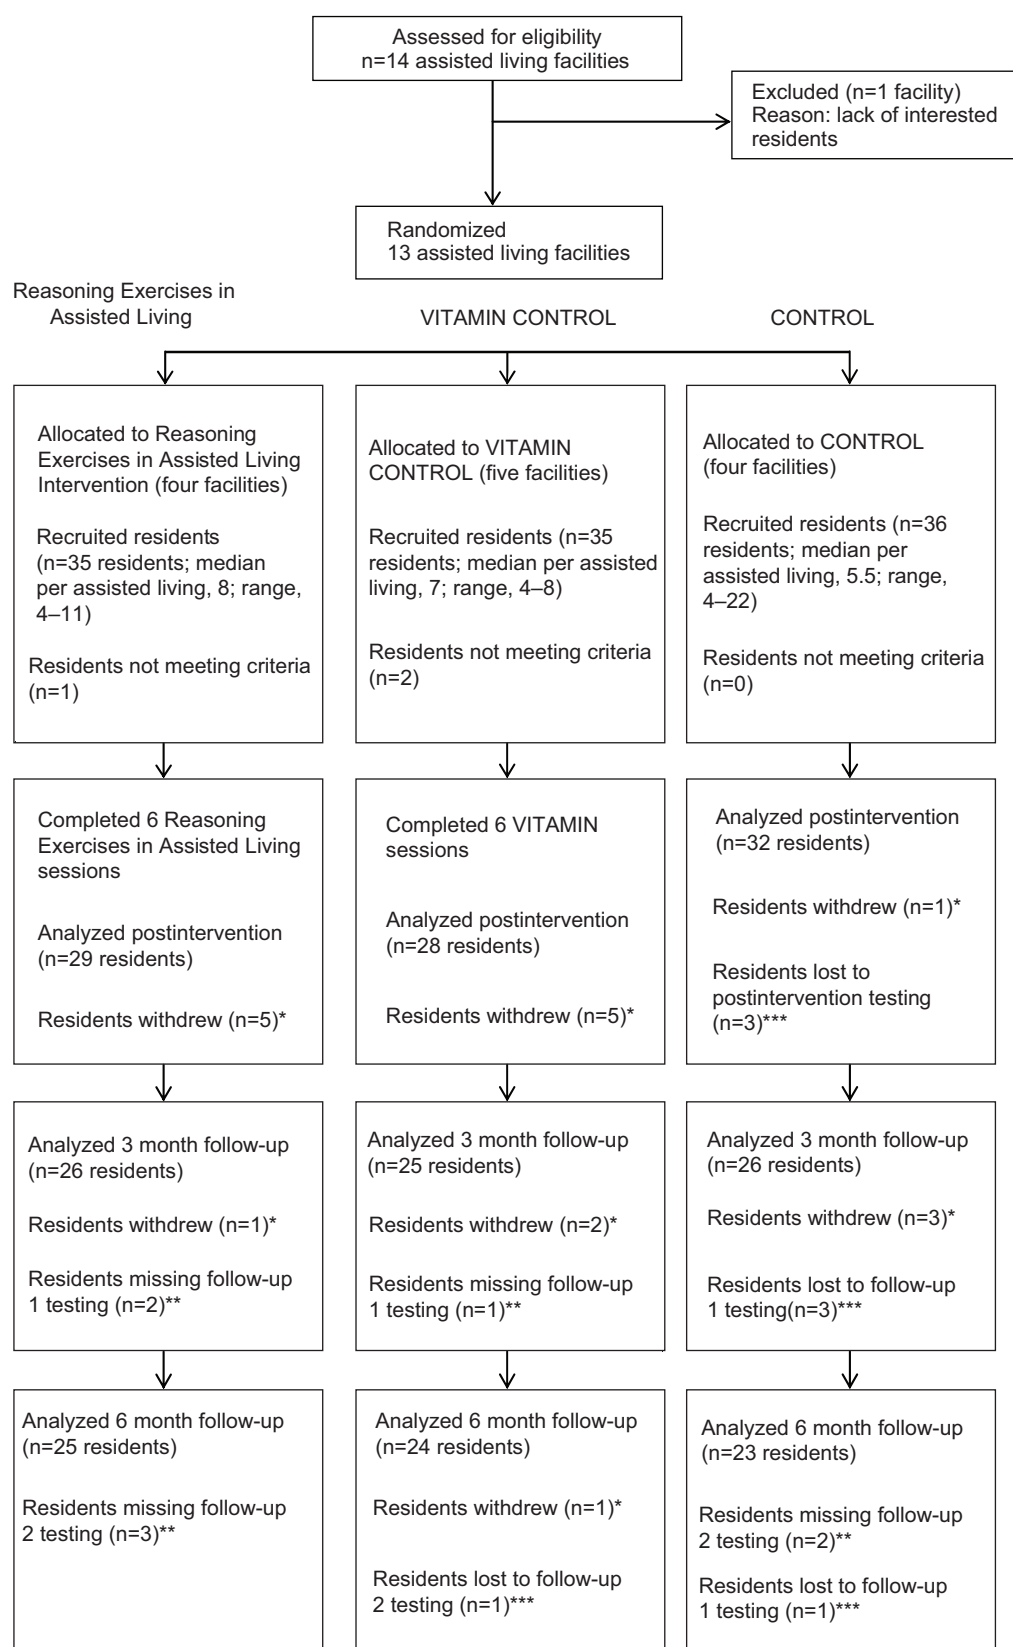 Assessed for eligibility
n=14 assisted living facilities
Excluded (n=1 facility)
Reason: lack of interested
residents
Randomized
13 assisted living facilities
Reasoning Exercises in
Assisted Living
VITAMIN CONTROL
CONTROL
Allocated to Reasoning
Exercises in Assisted Living
Intervention (four facilities)
Recruited residents
(n=35 residents; median
per assisted living, 8; range,
4–11)
Residents not meeting criteria
(n=1)
Allocated to VITAMIN
CONTROL (five facilities)
Recruited residents (n=35
residents; median per assisted
living, 7; range, 4–8)
Residents not meeting criteria
(n=2)
Allocated to CONTROL
(four facilities)
Recruited residents (n=36
residents; median per
assisted living, 5.5; range,
4–22)
Residents not meeting criteria
(n=0)
Completed 6 Reasoning
Exercises in Assisted Living
sessions
Analyzed postintervention
(n=29 residents)
Residents withdrew (n=5)*
Completed 6 VITAMIN
sessions
Analyzed postintervention
(n=28 residents)
Residents withdrew (n=5)*
Analyzed postintervention
(n=32 residents)
Residents withdrew (n=1)*
Residents lost to
postintervention testing
(n=3)***
Analyzed 3 month follow-up
(n=26 residents)
Residents withdrew (n=1)*
Residents missing follow-up
1 testing (n=2)**
Analyzed 3 month follow-up
(n=25 residents)
Residents withdrew (n=2)*
Residents missing follow-up
1 testing (n=1)**
Analyzed 3 month follow-up
(n=26 residents)
Residents withdrew (n=3)*
Residents lost to follow-up
1 testing(n=3)***
Analyzed 6 month follow-up
(n=25 residents)
Residents missing follow-up
2 testing (n=3)**
Analyzed 6 month follow-up
(n=24 residents)
Residents withdrew (n=1)*
Residents lost to follow-up
2 testing (n=1)***
Analyzed 6 month follow-up
(n=23 residents)
Residents missing follow-up
2 testing (n=2)**
Residents lost to follow-up
1 testing (n=1)***